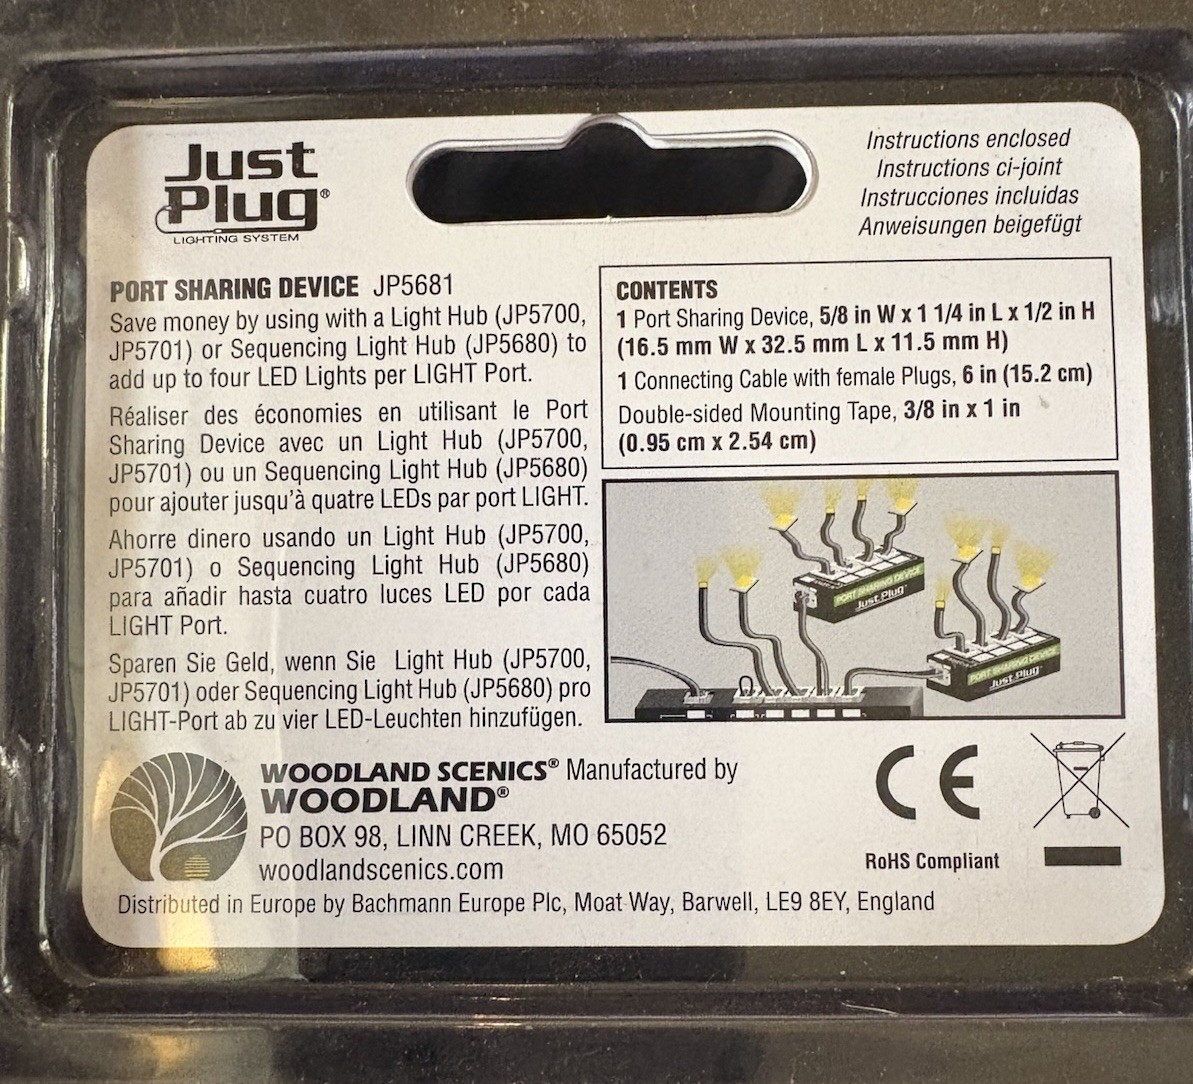 Just
Plug®
LIGHTING SYSTEM
Instructions enclosed
Instructions ci-joint
Instrucciones incluidas
Anweisungen beigefügt
PORT SHARING DEVICE JP5681
Save money by using with a Light Hub (JP5700,
JP5701) or Sequencing Light Hub (JP5680) to
add up to four LED Lights per LIGHT Port.
Réaliser des économies en utilisant le Port
Sharing Device avec un Light Hub (JP5700,
JP5701) ou un Sequencing Light Hub (JP5680)
pour ajouter jusqu'à quatre LEDs par port LIGHT.
Ahorre dinero usando un Light Hub (JP5700,
JP5701) o Sequencing Light Hub (JP5680)
para añadir hasta cuatro luces LED por cada
LIGHT Port.
Sparen Sie Geld, wenn Sie Light Hub (JP5700,
JP5701) oder Sequencing Light Hub (JP5680) pro
LIGHT-Port ab zu vier LED-Leuchten hinzufügen.
CONTENTS
1 Port Sharing Device, 5/8 in W x 1 1/4 in L x 1/2 in H
(16.5 mm W x 32.5 mm L x 11.5 mm H)
1 Connecting Cable with female Plugs, 6 in (15.2 cm)
Double-sided Mounting Tape, 3/8 in x 1 in
(0.95 cm x 2.54 cm)
PORT SHARING DEVICE
Just Plug
PORT SHARING DEVICE
Just Plug
WOODLAND SCENICS® Manufactured by
WOODLAND®
PO BOX 98, LINN CREEK, MO 65052
woodlandscenics.com
CE
RoHS Compliant
Distributed in Europe by Bachmann Europe Plc, Moat Way, Barwell, LE9 8EY, England